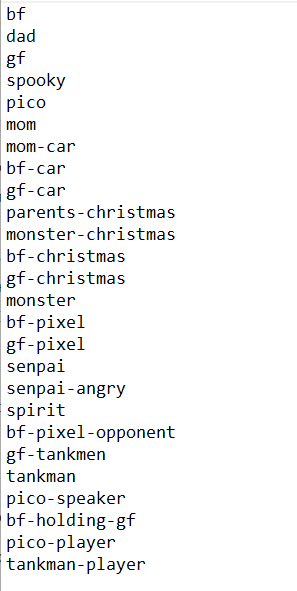 bf
dad
gf
spooky
pico
mom
mom-car
bf-car
gf-car
parents-christmas
monster-christmas
bf-christmas
gf-christmas
monster
bf-pixel
gf-pixel
senpai
senpai-angry
spirit
bf-pixel-opponent
gf-tankmen
tankman
pico-speaker
bf-holding-gf
pico-player
tankman-player